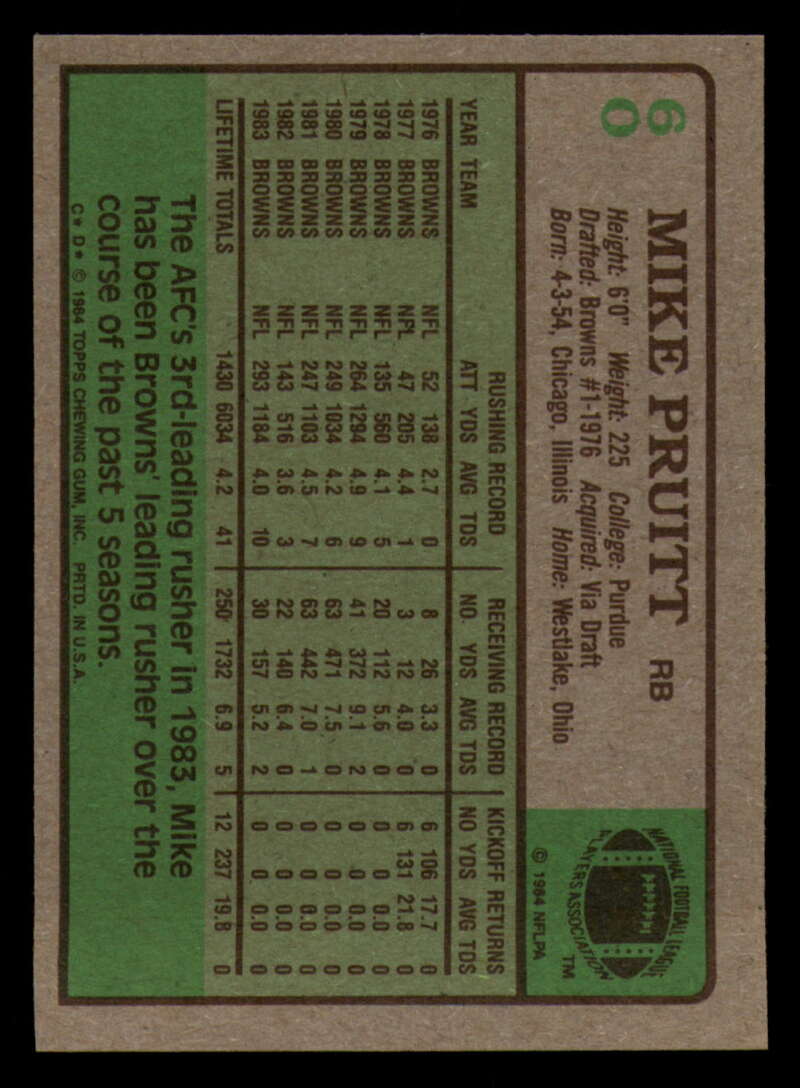 60
MIKE PRUITT RB
Height: 6'0" Weight: 225 College: Purdue
Drafted: Browns #1-1976 Acquired: Via Draft
Born: 4-3-54, Chicago, Illinois Home: Westlake, Ohio
NATIONAL FOOTBALL LEAGUE
PLAYERS ASSOCIATION
TM
© 1984 NFLPA
RUSHING RECORD RECEIVING RECORD KICKOFF RETURNS
YEAR TEAM ATT YDS AVG TDS NO. YDS AVG TDS NO YDS AVG TDS
1976 BROWNS NFL 52 138 2.7 0 8 26 3.3 0 6 106 17.7 0
1977 BROWNS NFL 47 205 4.4 1 3 12 4.0 0 6 131 21.8 0
1978 BROWNS NFL 135 560 4.1 5 20 112 5.6 0 0 0 0.0 0
1979 BROWNS NFL 264 1294 4.9 9 41 372 9.1 2 0 0 0.0 0
1980 BROWNS NFL 249 1034 4.2 6 63 471 7.5 0 0 0 0.0 0
1981 BROWNS NFL 247 1103 4.5 7 63 442 7.0 1 0 0 0.0 0
1982 BROWNS NFL 143 516 3.6 3 22 140 6.4 0 0 0 0.0 0
1983 BROWNS NFL 293 1184 4.0 10 30 157 5.2 2 0 0 0.0 0
LIFETIME TOTALS 1430 6034 4.2 41 250 1732 6.9 5 12 237 19.8 0
The AFC's 3rd-leading rusher in 1983, Mike
has been Browns' leading rusher over the
course of the past 5 seasons.
C* D* © 1984 TOPPS CHEWING GUM, INC. PRTD. IN U.S.A.